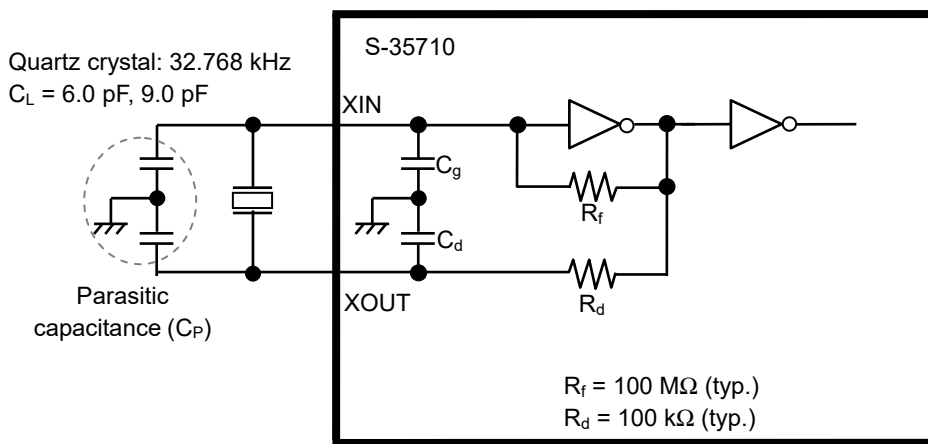 S-35710
Quartz crystal: 32.768 kHz
CL = 6.0 pF, 9.0 pF
XIN
Cg
Rf
Cd
Rd
XOUT
Parasitic
capacitance (CP)
Rf = 100 MΩ (typ.)
Rd = 100 kΩ (typ.)